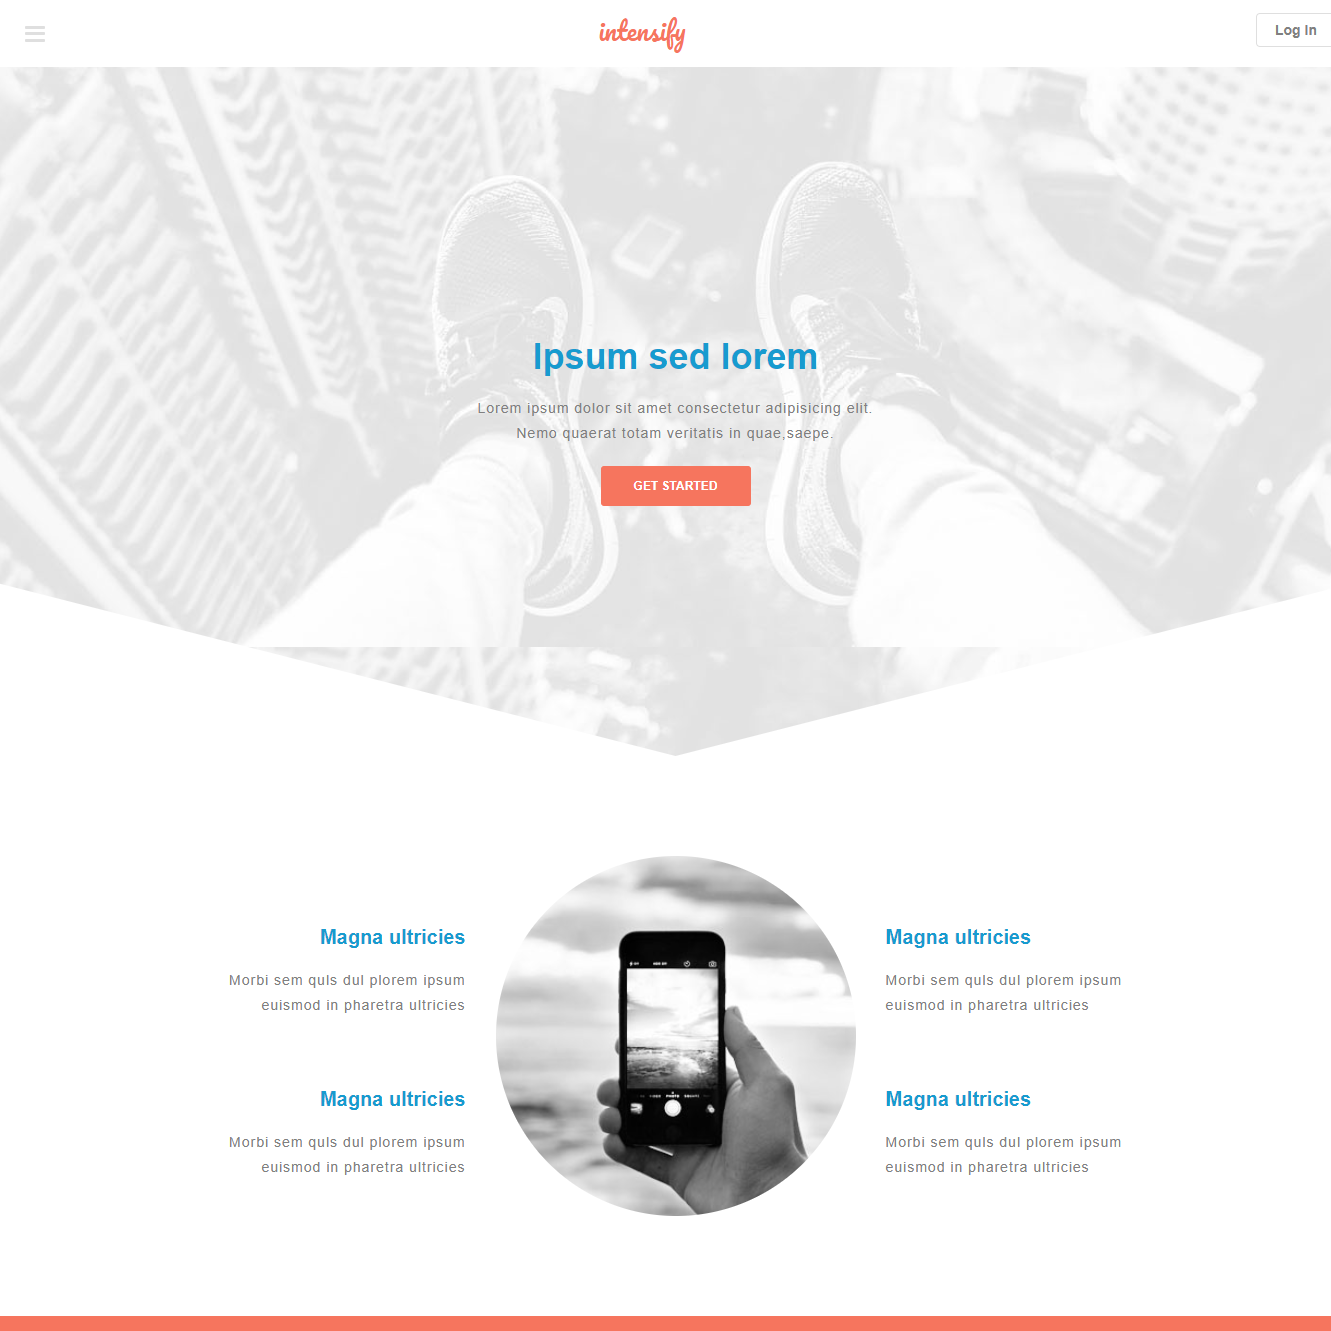 intensify
Log In
Ipsum sed lorem
Lorem ipsum dolor sit amet consectetur adipisicing elit.
Nemo quaerat totam veritatis in quae,saepe.
GET STARTED
Magna ultricies
Morbi sem quls dul plorem ipsum
euismod in pharetra ultricies
Magna ultricies
Morbi sem quls dul plorem ipsum
euismod in pharetra ultricies
Magna ultricies
Morbi sem quls dul plorem ipsum
euismod in pharetra ultricies
Magna ultricies
Morbi sem quls dul plorem ipsum
euismod in pharetra ultricies
VIDEO PHOTO SQUARE